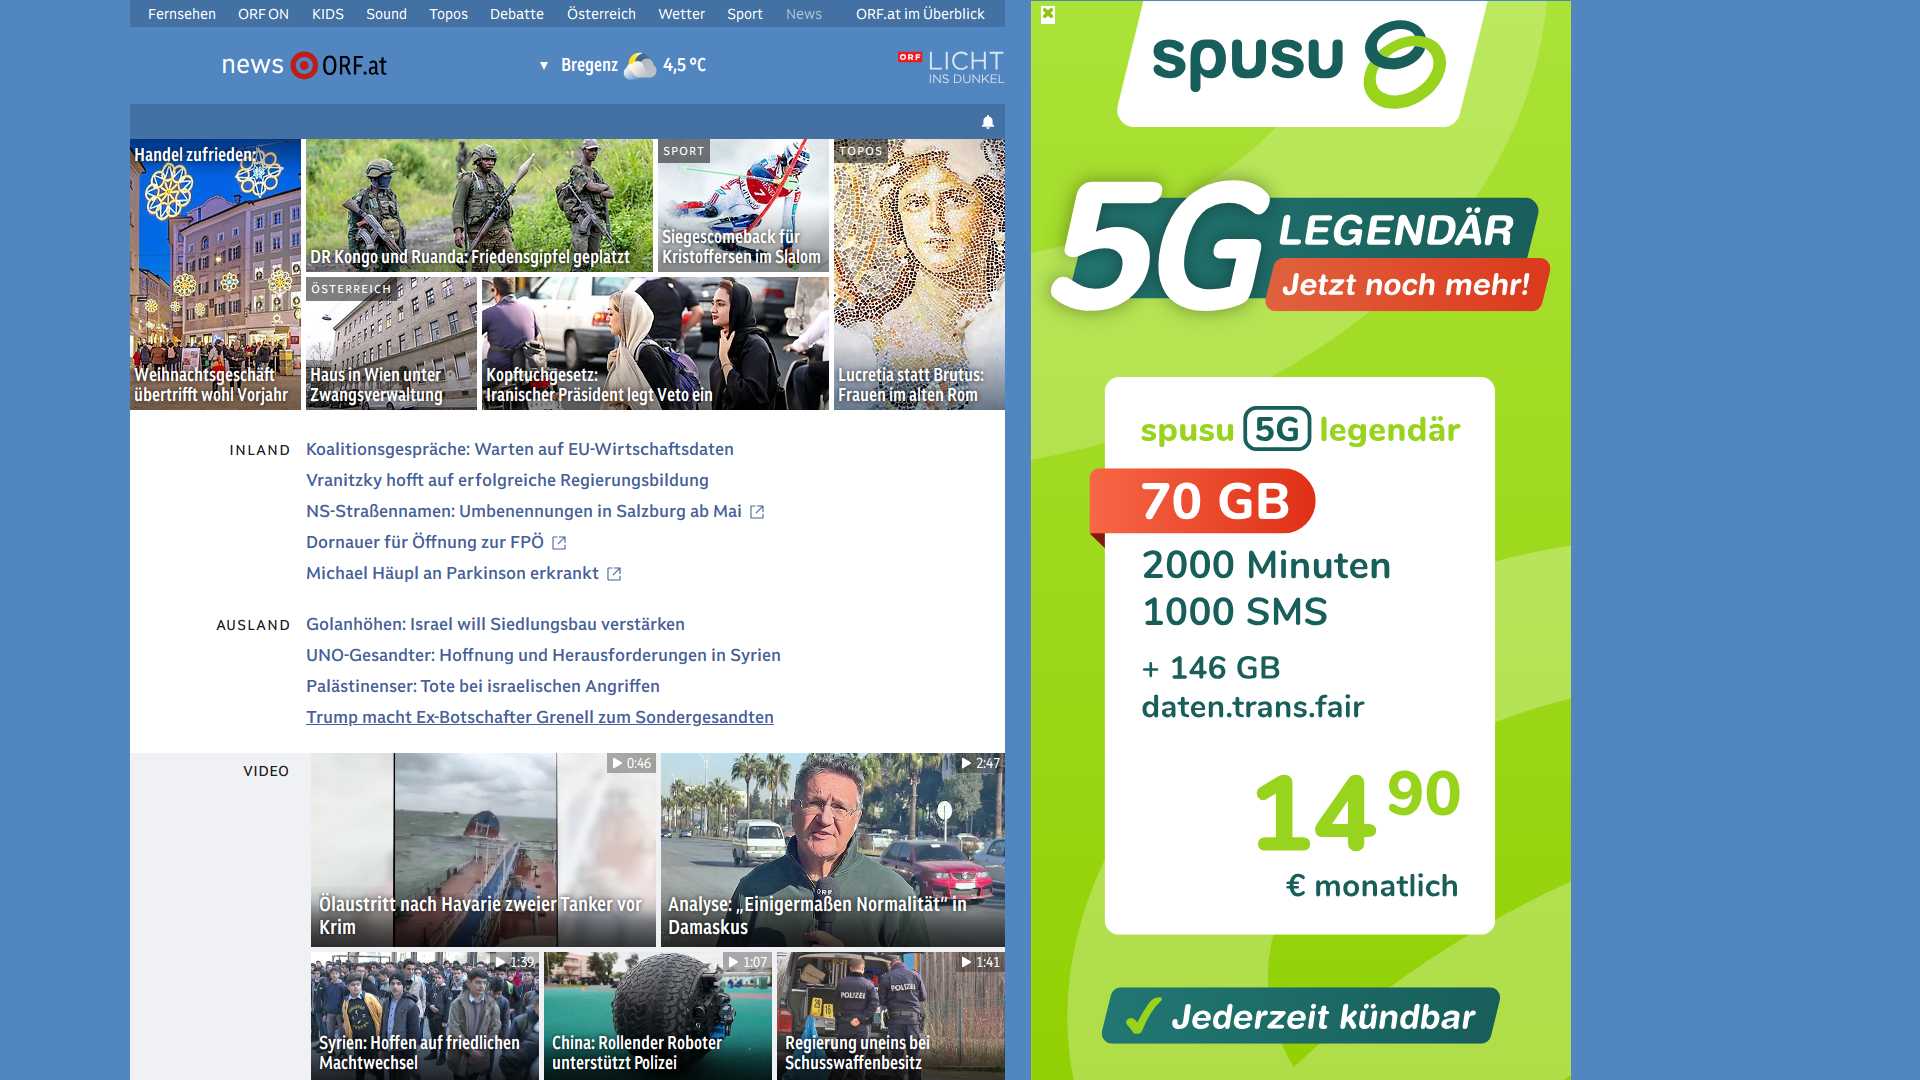 Fernsehen ORF ON KIDS Sound Topos Debatte Österreich Wetter Sport News ORF.at im Überblick
news ORF.at
▼ Bregenz 4,5 °C
ORF LICHT
INS DUNKEL
Handel zufrieden:
Weihnachtsgeschäft
übertrifft wohl Vorjahr
DR Kongo und Ruanda: Friedensgipfel geplatzt
SPORT
Siegescomeback für
Kristoffersen im Slalom
TOPOS
Lucretia statt Brutus:
Frauen im alten Rom
ÖSTERREICH
Haus in Wien unter
Zwangsverwaltung
Kopftuchgesetz:
Iranischer Präsident legt Veto ein
INLAND
Koalitionsgespräche: Warten auf EU-Wirtschaftsdaten
Vranitzky hofft auf erfolgreiche Regierungsbildung
NS-Straßennamen: Umbenennungen in Salzburg ab Mai
Dornauer für Öffnung zur FPÖ
Michael Häupl an Parkinson erkrankt
AUSLAND
Golanhöhen: Israel will Siedlungsbau verstärken
UNO-Gesandter: Hoffnung und Herausforderungen in Syrien
Palästinenser: Tote bei israelischen Angriffen
Trump macht Ex-Botschafter Grenell zum Sondergesandten
VIDEO
0:46
Ölaustritt nach Havarie zweier Tanker vor
Krim
2:47
ORF
Analyse: „Einigermaßen Normalität“ in
Damaskus
1:39
Syrien: Hoffen auf friedlichen
Machtwechsel
1:07
China: Rollender Roboter
unterstützt Polizei
1:41
POLIZEI
POLIZEI
Regierung uneins bei
Schusswaffenbesitz
spusu
5G LEGENDÄR
Jetzt noch mehr!
spusu 5G legendär
70 GB
2000 Minuten
1000 SMS
+ 146 GB
daten.trans.fair
14 90
€ monatlich
✓ Jederzeit kündbar